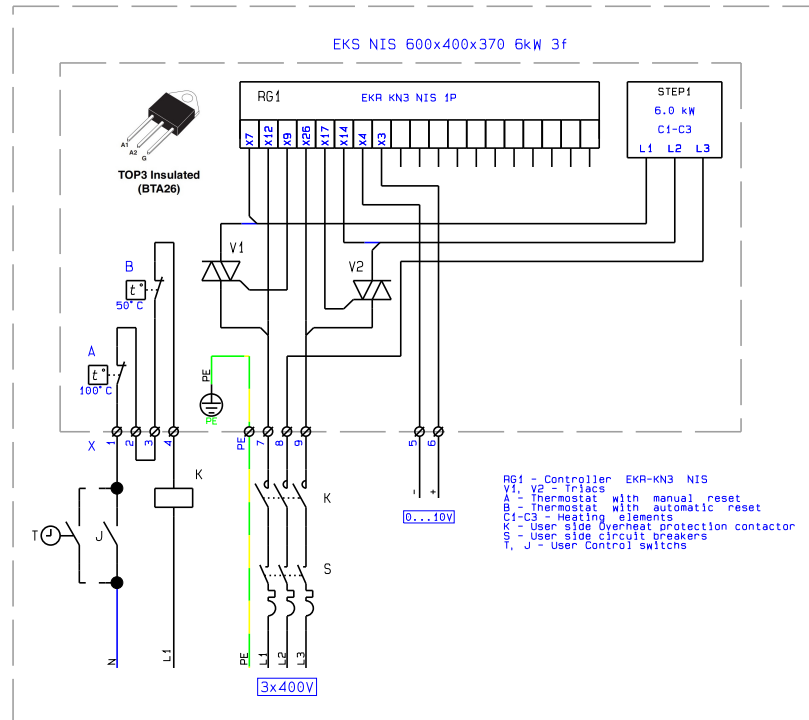 EKS NIS 600x400x370 6kW 3f
RG1
EKR KN3 NIS 1P
X7 X12 X9 X26 X17 X14 X4 X3
STEP1
6.0 kW
C1-C3
L1 L2 L3
A1
A2
G
TOP3 Insulated
(BTA26)
V1
V2
B
t°
50°C
A
t°
100°C
PE
PE
X 1 2 3 4 PE 7 8 9 5 6
K
K
- +
0...10V
T
J
S
N L1 PE L1 L2 L3
3x400V
RG1 - Controller EKR-KN3 NIS
V1, V2 - Triacs
A - Thermostat with manual reset
B - Thermostat with automatic reset
C1-C3 - Heating elements
K - User side Overheat protection contactor
S - User side circuit breakers
T, J - User Control switchs